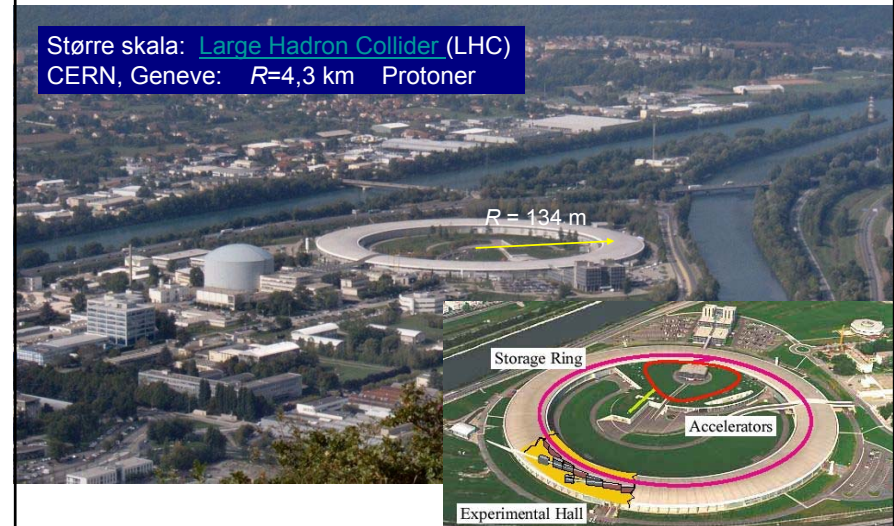 Større skala: Large Hadron Collider (LHC)
CERN, Geneve: R=4,3 km Protoner
R = 134 m
Storage Ring
Accelerators
Experimental Hall